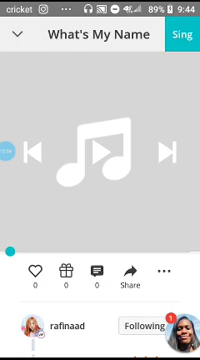 cricket 89% 9:44
What's My Name Sing
0 0 0 Share
rafinaad Following 1